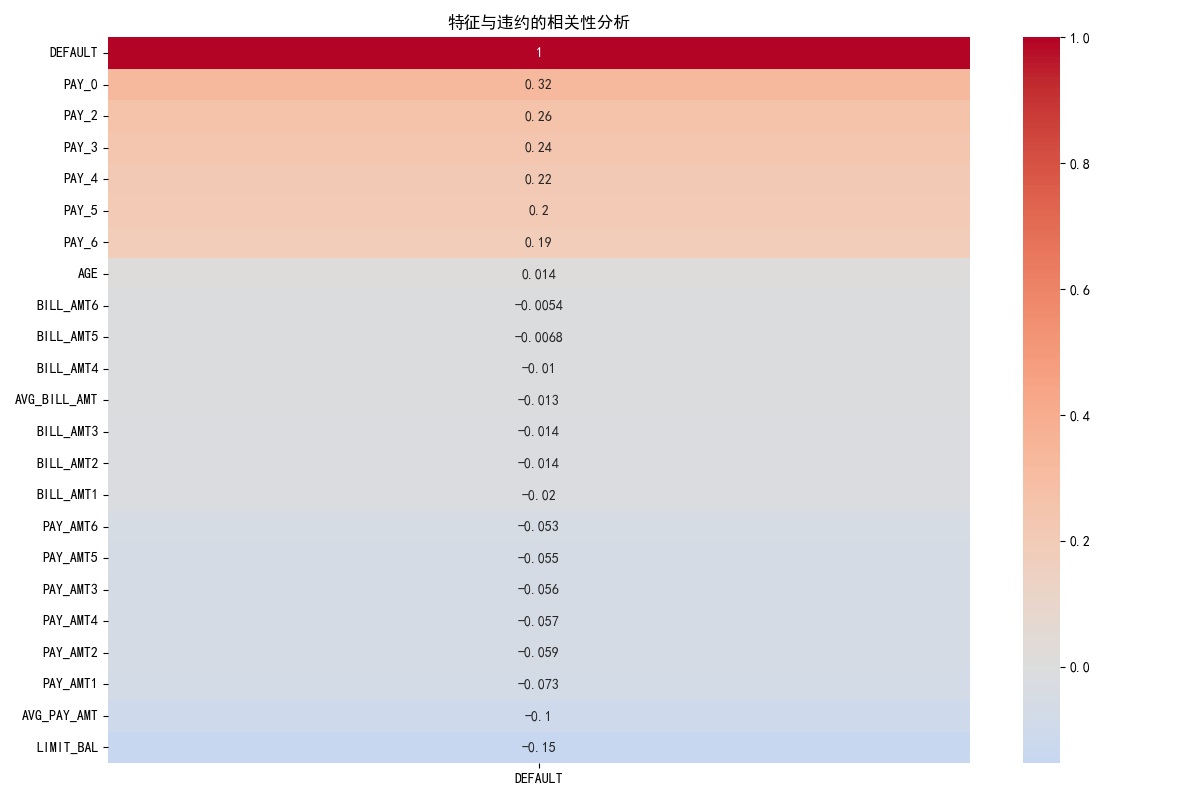 特征与违约的相关性分析
DEFAULT 1
PAY_0 0.32
PAY_2 0.26
PAY_3 0.24
PAY_4 0.22
PAY_5 0.2
PAY_6 0.19
AGE 0.014
BILL_AMT6 -0.0054
BILL_AMT5 -0.0068
BILL_AMT4 -0.01
AVG_BILL_AMT -0.013
BILL_AMT3 -0.014
BILL_AMT2 -0.014
BILL_AMT1 -0.02
PAY_AMT6 -0.053
PAY_AMT5 -0.055
PAY_AMT3 -0.056
PAY_AMT4 -0.057
PAY_AMT2 -0.059
PAY_AMT1 -0.073
AVG_PAY_AMT -0.1
LIMIT_BAL -0.15
DEFAULT
1.0
0.8
0.6
0.4
0.2
0.0